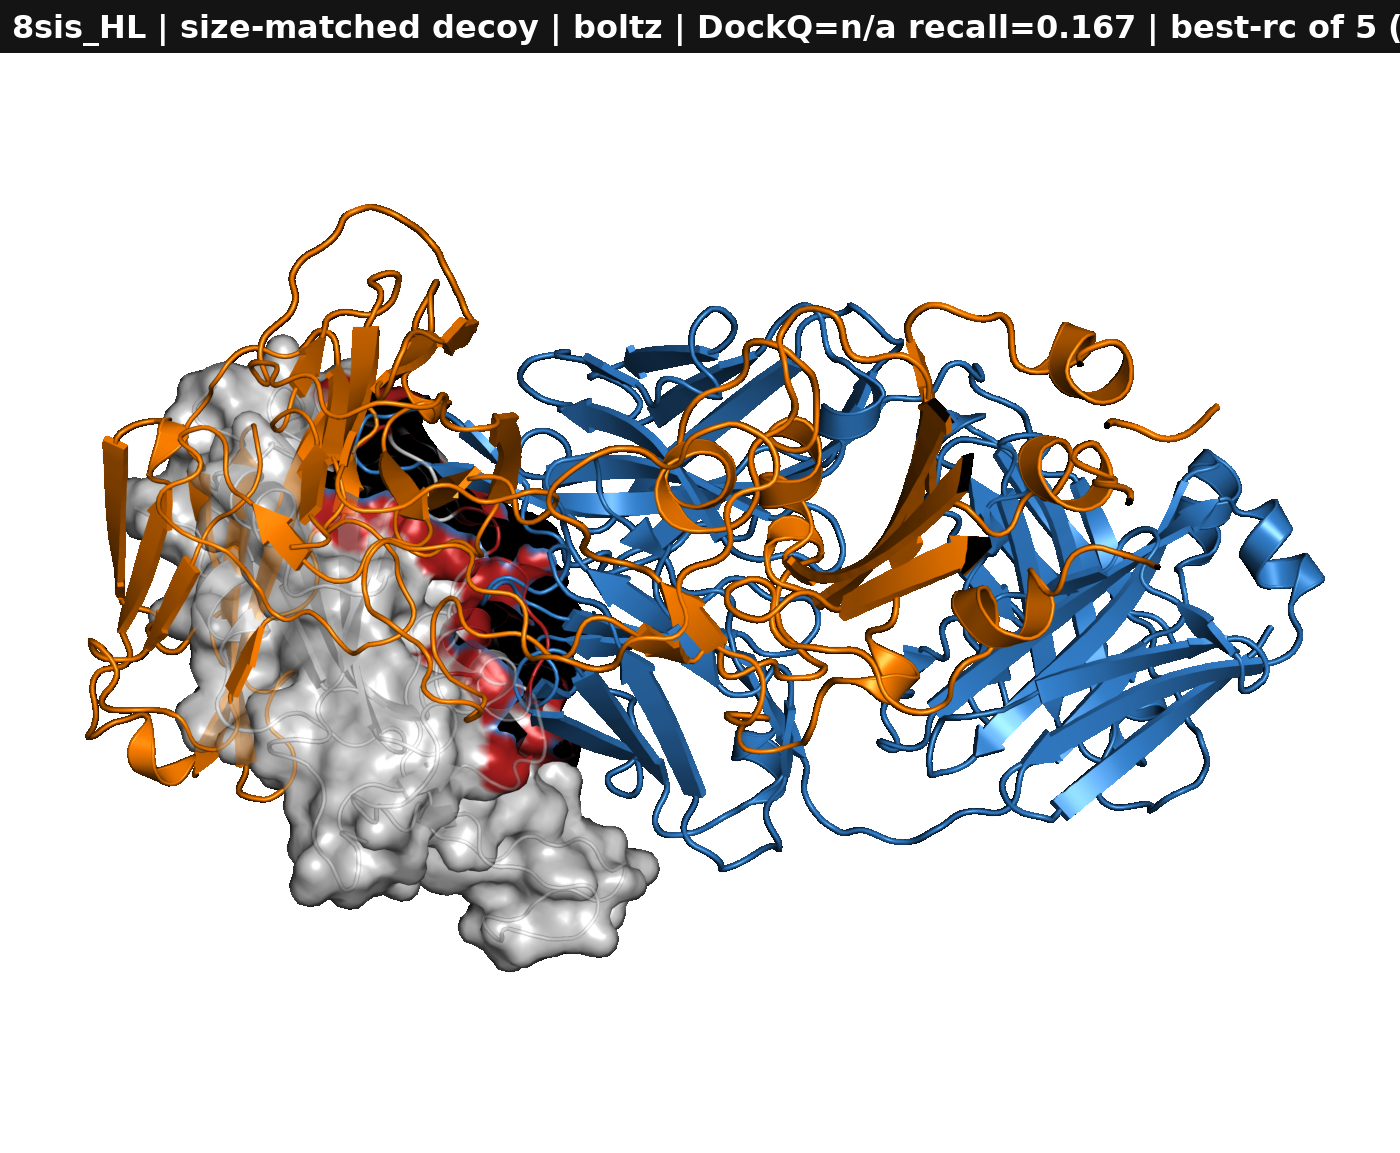 8sis_HL | size-matched decoy | boltz | DockQ=n/a recall=0.167 | best-rc of 5 (